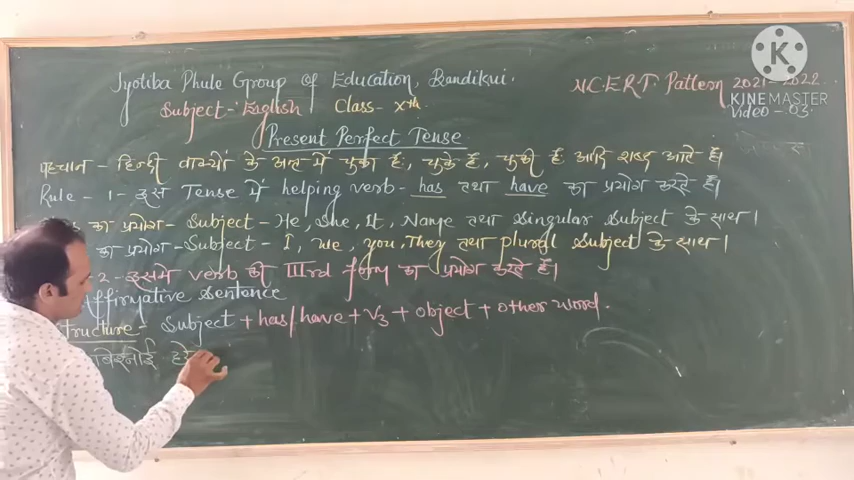 Jyotiba Phule Group of Education, Bandikui.
N.C.E.R.T. Pattern 2021-2022
KINEMASTER
Subject:- English Class- Xth
Video - 03.
Present Perfect Tense
पहचान - हिन्दी वाक्यों के अन्त में चुका है, चुके हैं, चुकी है आदि शब्द आते हैं।
Rule - 1 - इस Tense में helping verb - has तथा have का प्रयोग करते हैं।
का प्रयोग - Subject - He, She, It, Name तथा Singular Subject के साथ।
का प्रयोग - Subject - I, We, You, They तथा plural Subject के साथ।
2 - इसमें verb की IIIrd form का प्रयोग करते हैं।
Affirmative Sentence
Structure - Subject + has/have + V3 + object + other word.